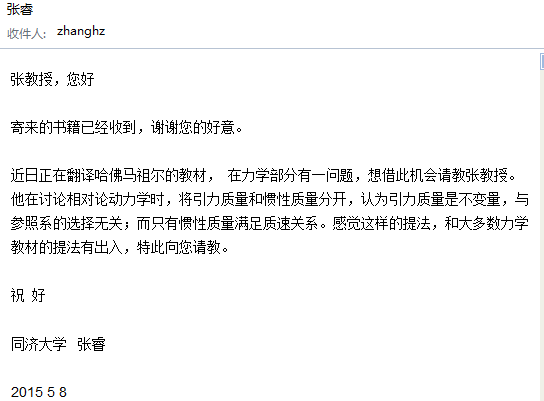 张睿
收件人: zhanghz
张教授，您好
寄来的书籍已经收到，谢谢您的好意。
近日正在翻译哈佛马祖尔的教材， 在力学部分有一问题，想借此机会请教张教授。
他在讨论相对论动力学时，将引力质量和惯性质量分开，认为引力质量是不变量，与
参照系的选择无关；而只有惯性质量满足质速关系。感觉这样的提法，和大多数力学
教材的提法有出入，特此向您请教。
祝 好
同济大学 张睿
2015 5 8